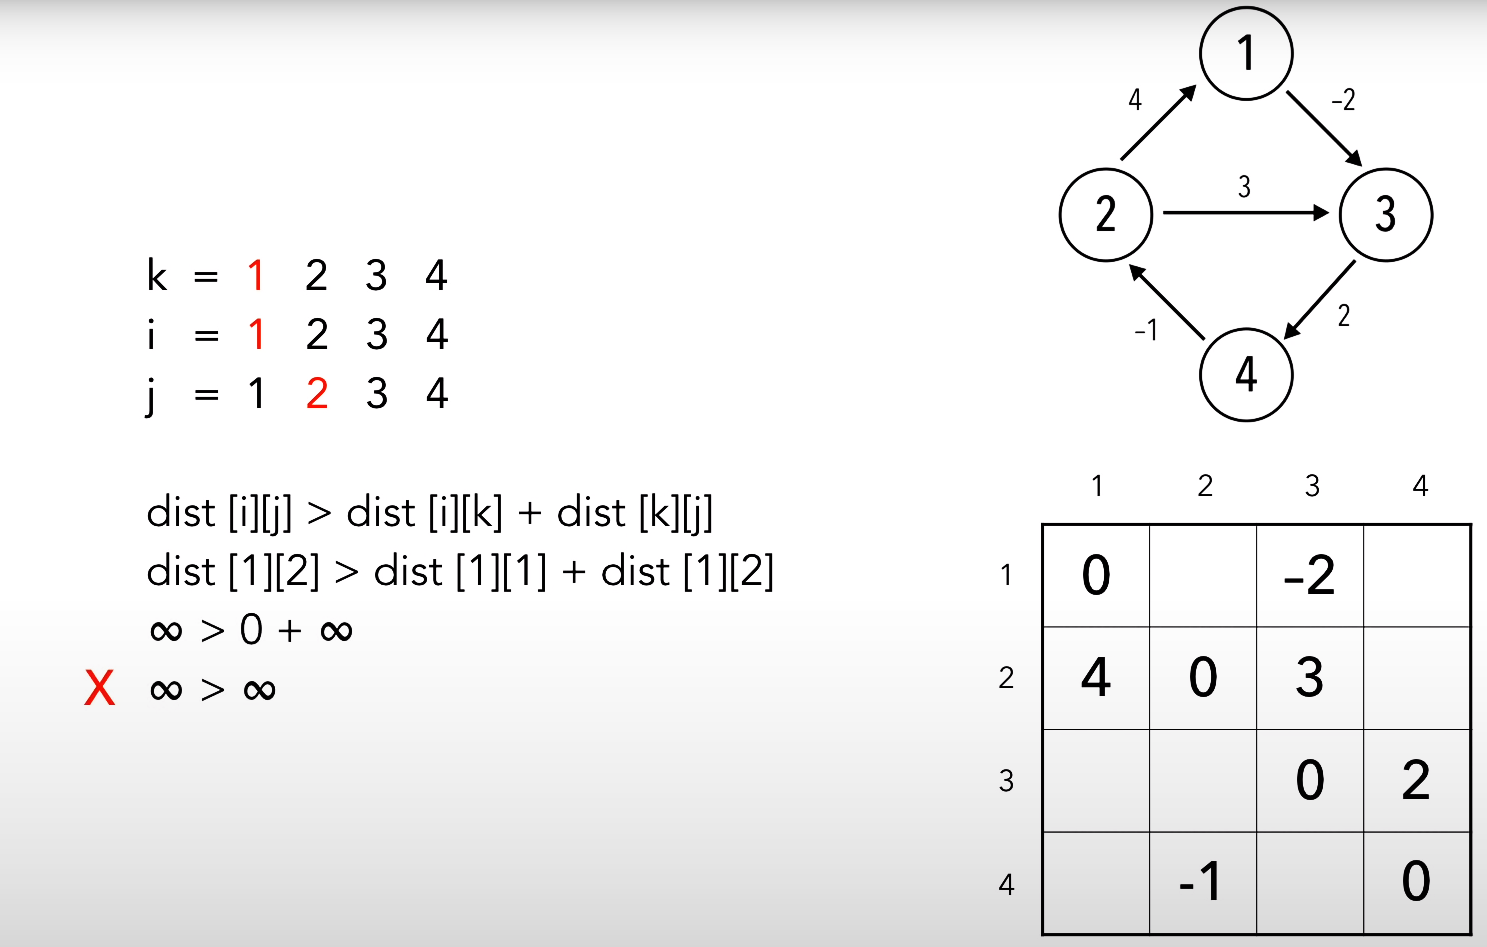 k = 1 2 3 4
i = 1 2 3 4
j = 1 2 3 4
dist [i][j] > dist [i][k] + dist [k][j]
dist [1][2] > dist [1][1] + dist [1][2]
∞ > 0 + ∞
X ∞ > ∞
1
4
–2
2
3
3
–1
2
4
1 2 3 4
1 0 –2
2 4 0 3
3 0 2
4 -1 0